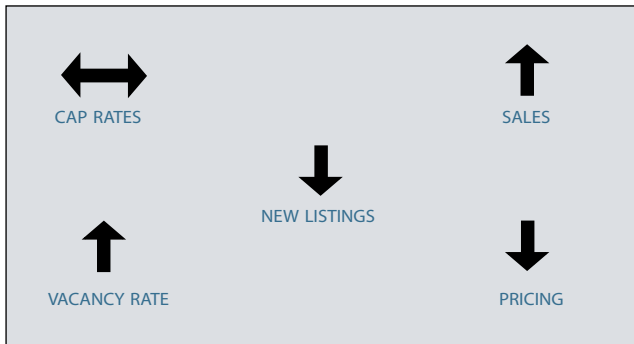 CAP RATES
SALES
NEW LISTINGS
VACANCY RATE
PRICING